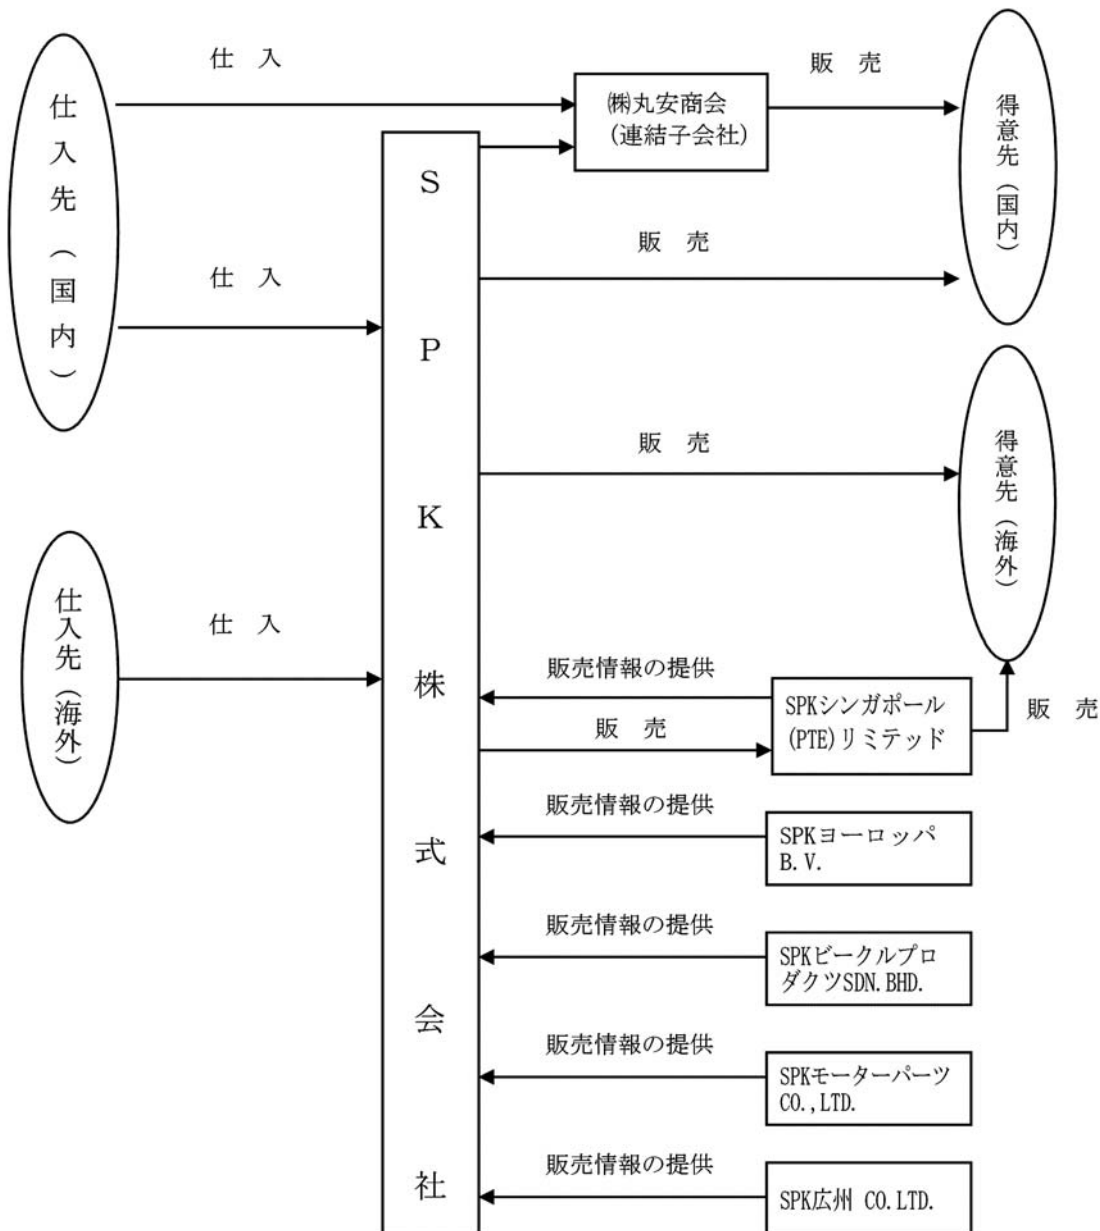 仕入先（国内）
仕　入
㈱丸安商会
（連結子会社）
販　売
得意先（国内）
SPK株式会社
仕　入
販　売
販　売
得意先（海外）
仕入先（海外）
仕　入
販売情報の提供
販　売
SPKシンガポール
(PTE)リミテッド
販　売
販売情報の提供
SPKヨーロッパ
B.V.
販売情報の提供
SPKビークルプロ
ダクツSDN.BHD.
販売情報の提供
SPKモーターパーツ
CO.,LTD.
販売情報の提供
SPK広州 CO.LTD.